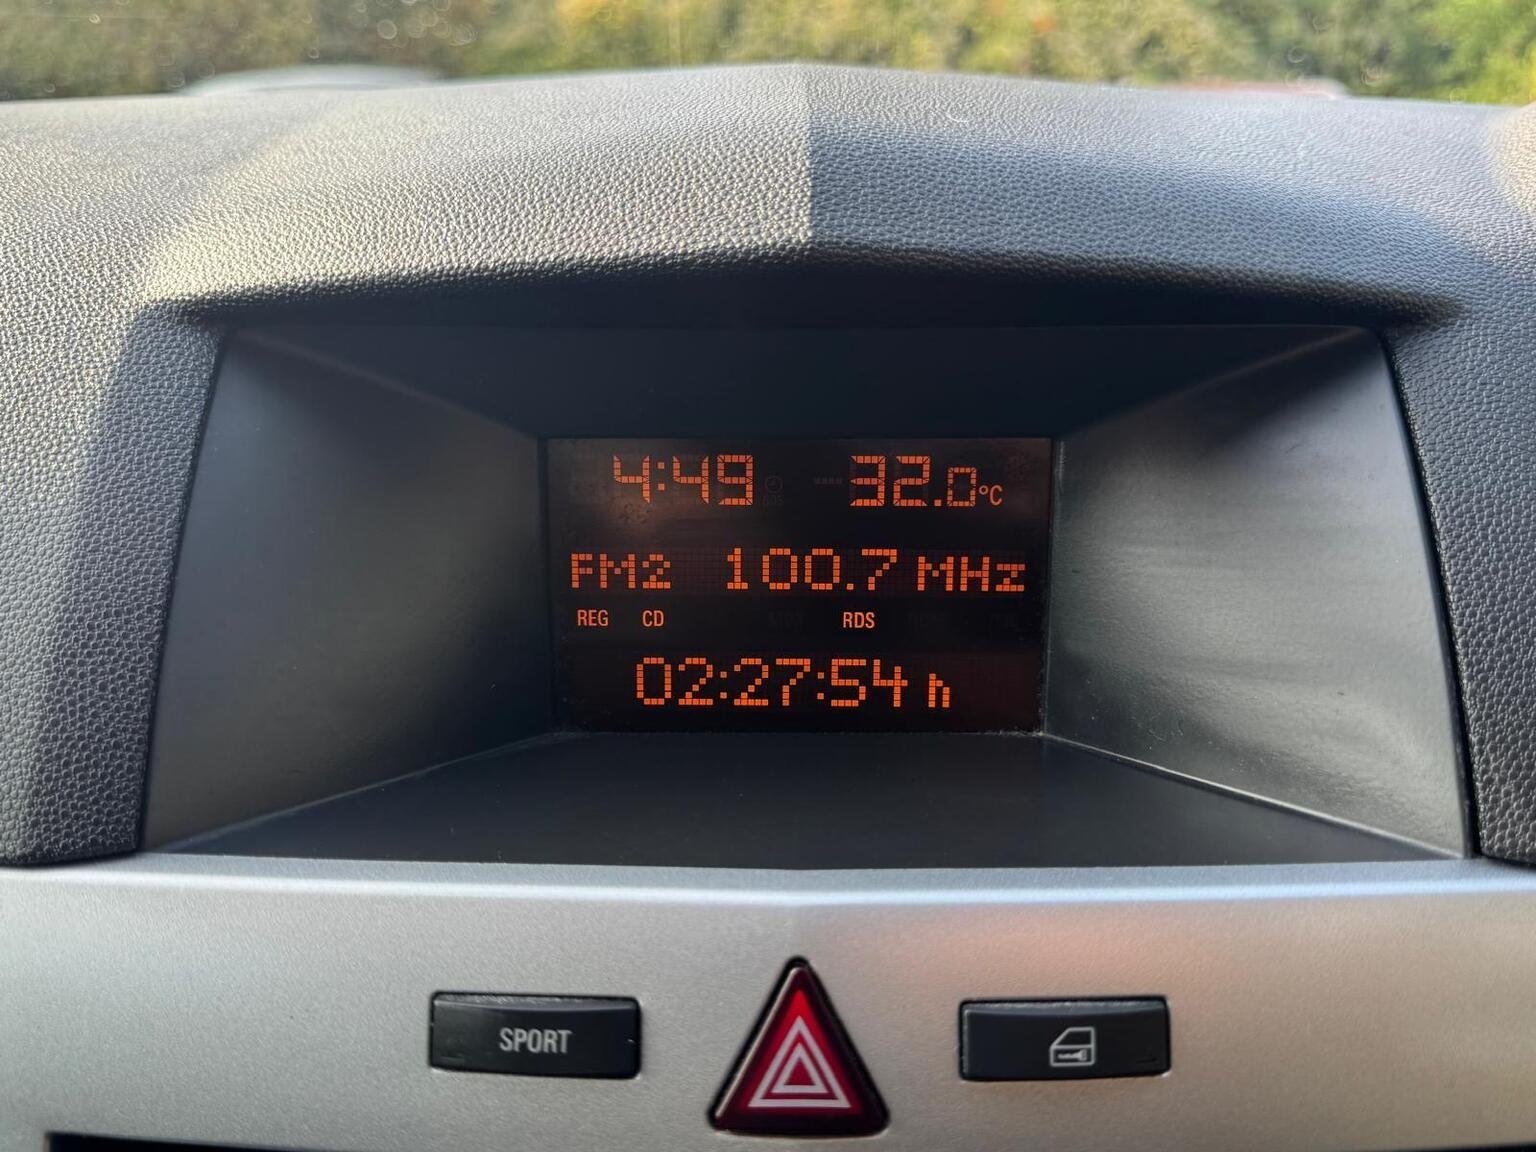 4:49 32.0°C
FM2 100.7 MHz
REG CD RDS
02:27:54 h
SPORT